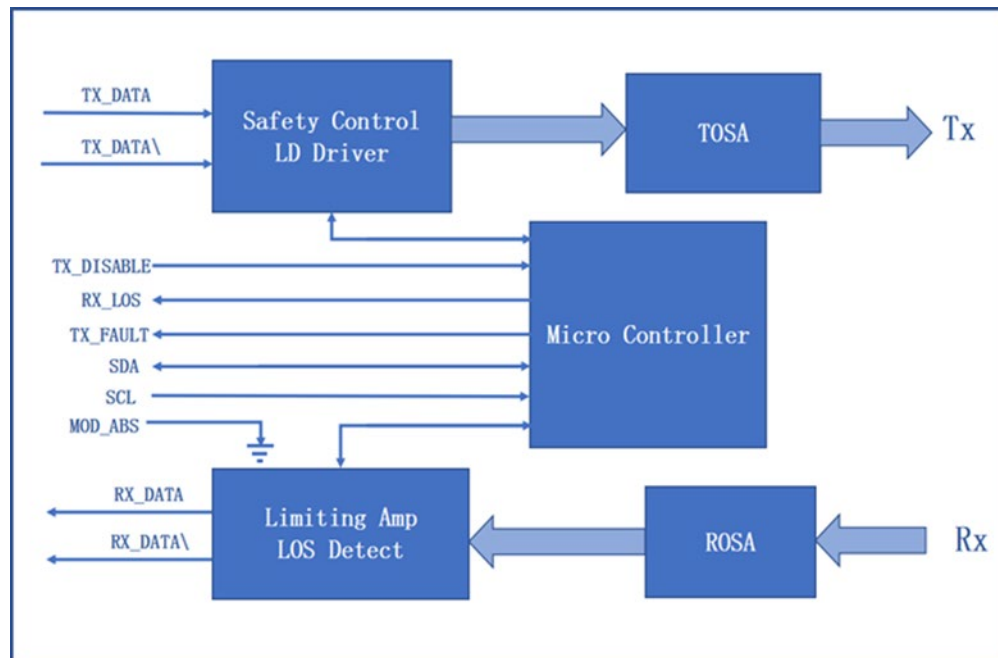 TX_DATA
TX_DATA\
Safety Control
LD Driver
TOSA
Tx
TX_DISABLE
RX_LOS
TX_FAULT
SDA
SCL
MOD_ABS
Micro Controller
RX_DATA
RX_DATA\
Limiting Amp
LOS Detect
ROSA
Rx